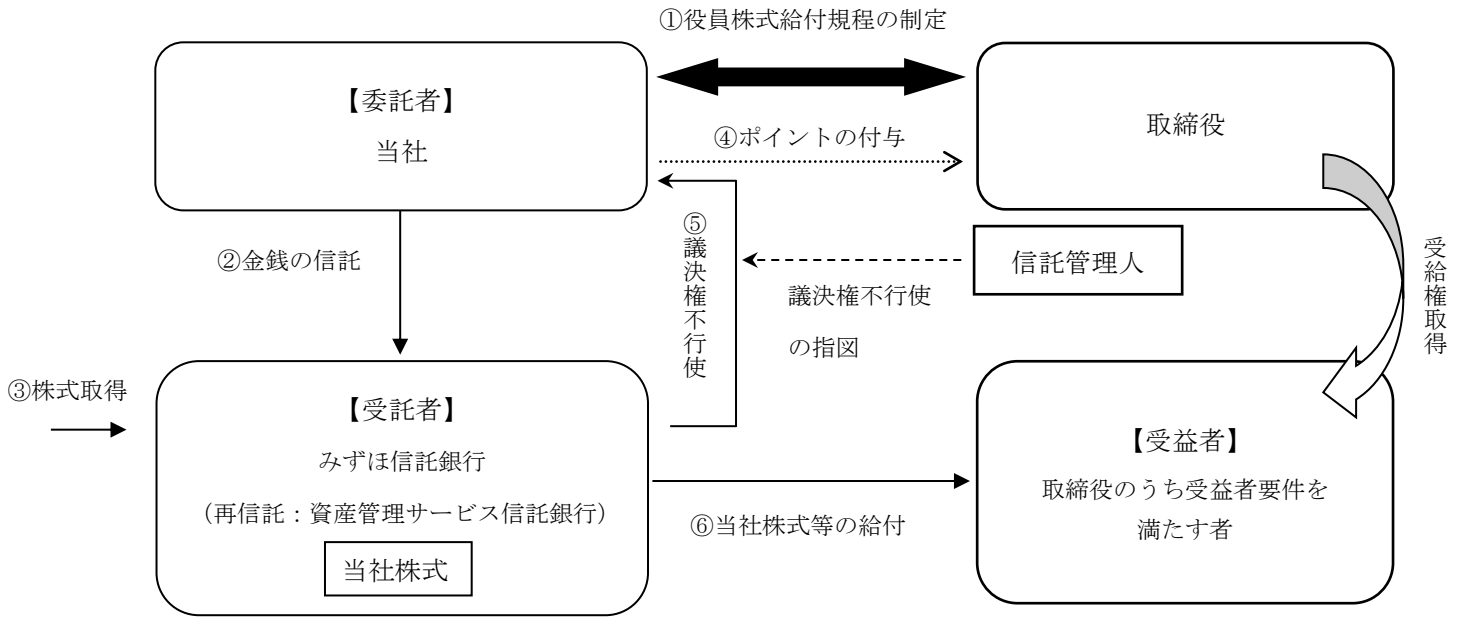 ①役員株式給付規程の制定
【委託者】
当社
④ポイントの付与
取締役
②金銭の信託
⑤議決権不行使
信託管理人
議決権不行使
の指図
受給権取得
③株式取得
【受託者】
みずほ信託銀行
（再信託：資産管理サービス信託銀行）
当社株式
⑥当社株式等の給付
【受益者】
取締役のうち受益者要件を
満たす者